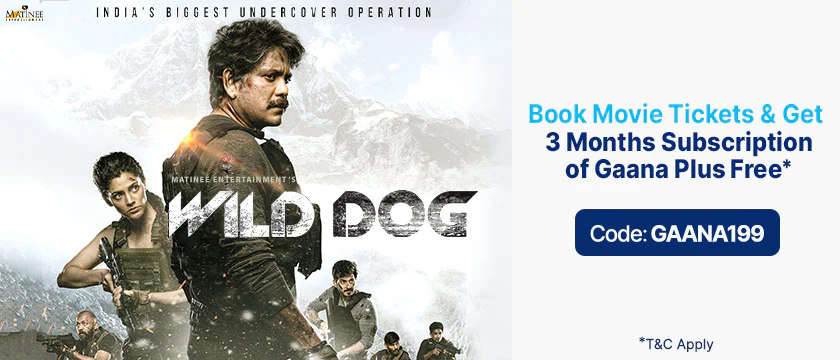 MATINEE
ENTERTAINMENT
INDIA'S BIGGEST UNDERCOVER OPERATION
MATINEE ENTERTAINMENT'S
WILD DOG
Book Movie Tickets & Get
3 Months Subscription
of Gaana Plus Free*
Code: GAANA199
*T&C Apply